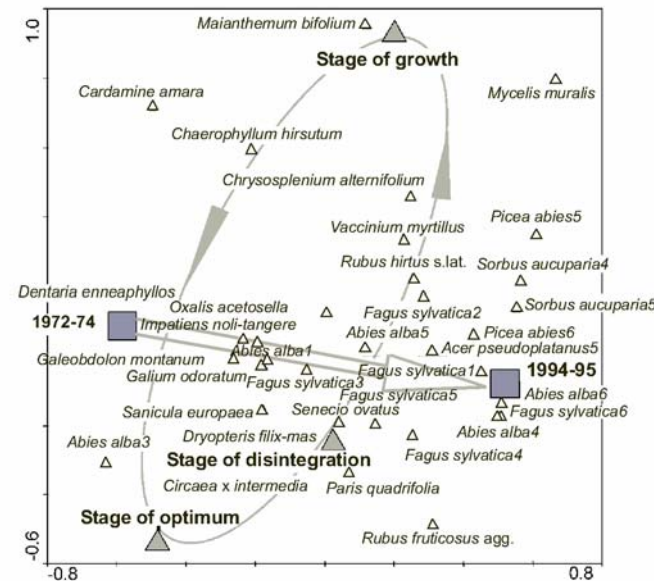 1.0
Maianthemum bifolium
Stage of growth
Cardamine amara
Mycelis muralis
Chaerophyllum hirsutum
Chrysosplenium alternifolium
Vaccinium myrtillus
Picea abies5
Rubus hirtus s.lat.
Sorbus aucuparia4
Dentaria enneaphyllos
Oxalis acetosella
Fagus sylvatica2
Sorbus aucuparia5
1972-74
Impatiens noli-tangere
Abies alba5
Picea abies6
Galeobdolon montanum
Abies alba1
Acer pseudoplatanus5
Galium odoratum
Fagus sylvatica3
Fagus sylvatica1
1994-95
Fagus sylvatica5
Abies alba6
Sanicula europaea
Senecio ovatus
Fagus sylvatica6
Abies alba3
Dryopteris filix-mas
Abies alba4
Stage of disintegration
Fagus sylvatica4
Circaea x intermedia
Paris quadrifolia
Stage of optimum
Rubus fruticosus agg.
-0.6
-0.8
0.8